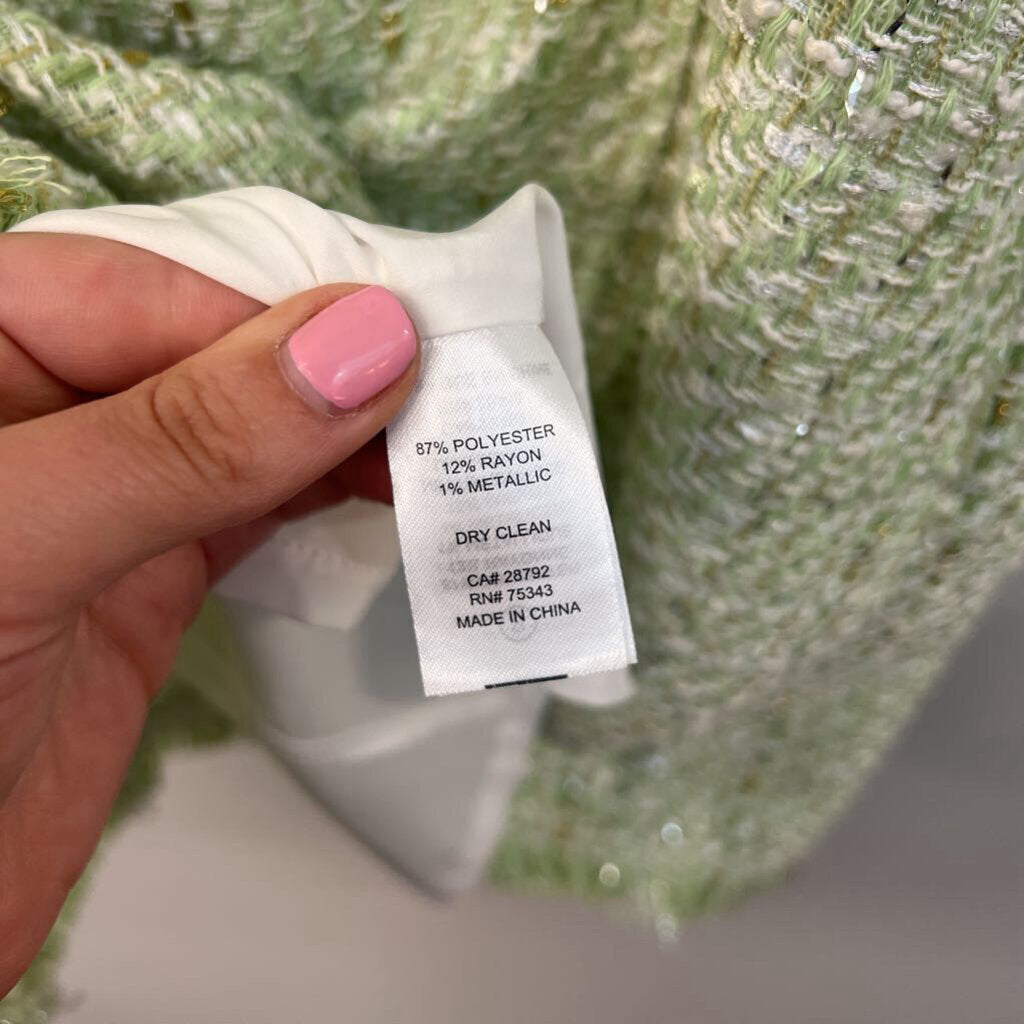 87% POLYESTER
12% RAYON
1% METALLIC
DRY CLEAN
CA# 28792
RN# 75343
MADE IN CHINA